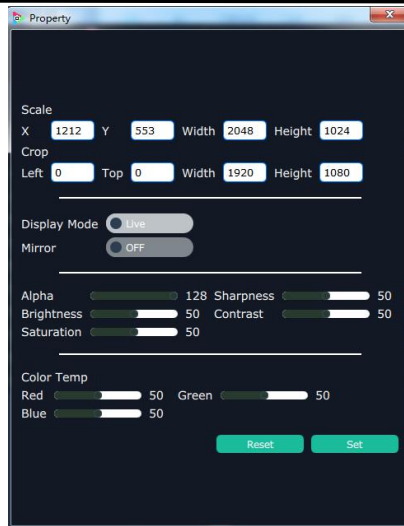 Property
Scale
X 1212 Y 553 Width 2048 Height 1024
Crop
Left 0 Top 0 Width 1920 Height 1080
Display Mode Live
Mirror OFF
Alpha 128 Sharpness 50
Brightness 50 Contrast 50
Saturation 50
Color Temp
Red 50 Green 50
Blue 50
Reset Set